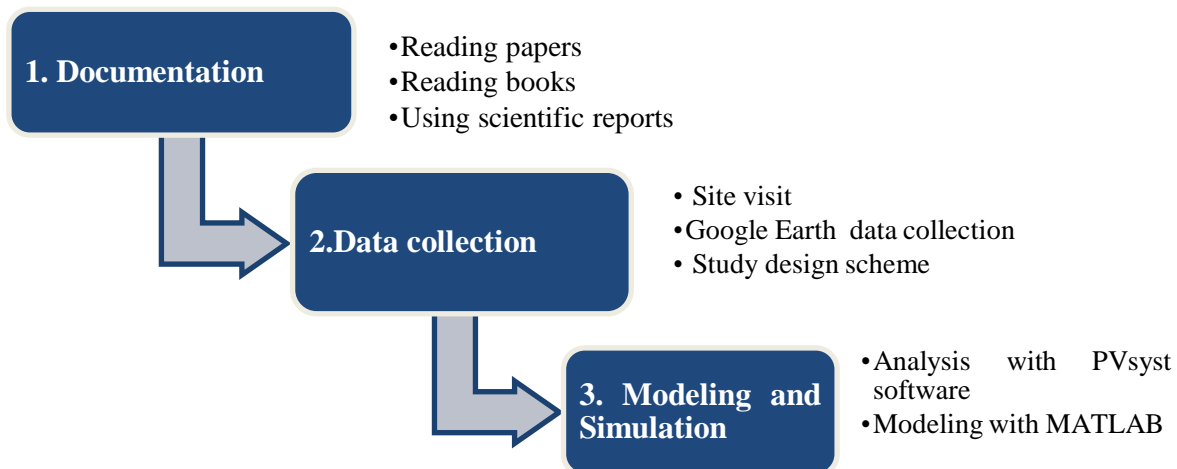 1. Documentation
•Reading papers
•Reading books
•Using scientific reports
2.Data collection
• Site visit
•Google Earth data collection
• Study design scheme
3. Modeling and
Simulation
•Analysis with PVsyst
software
•Modeling with MATLAB